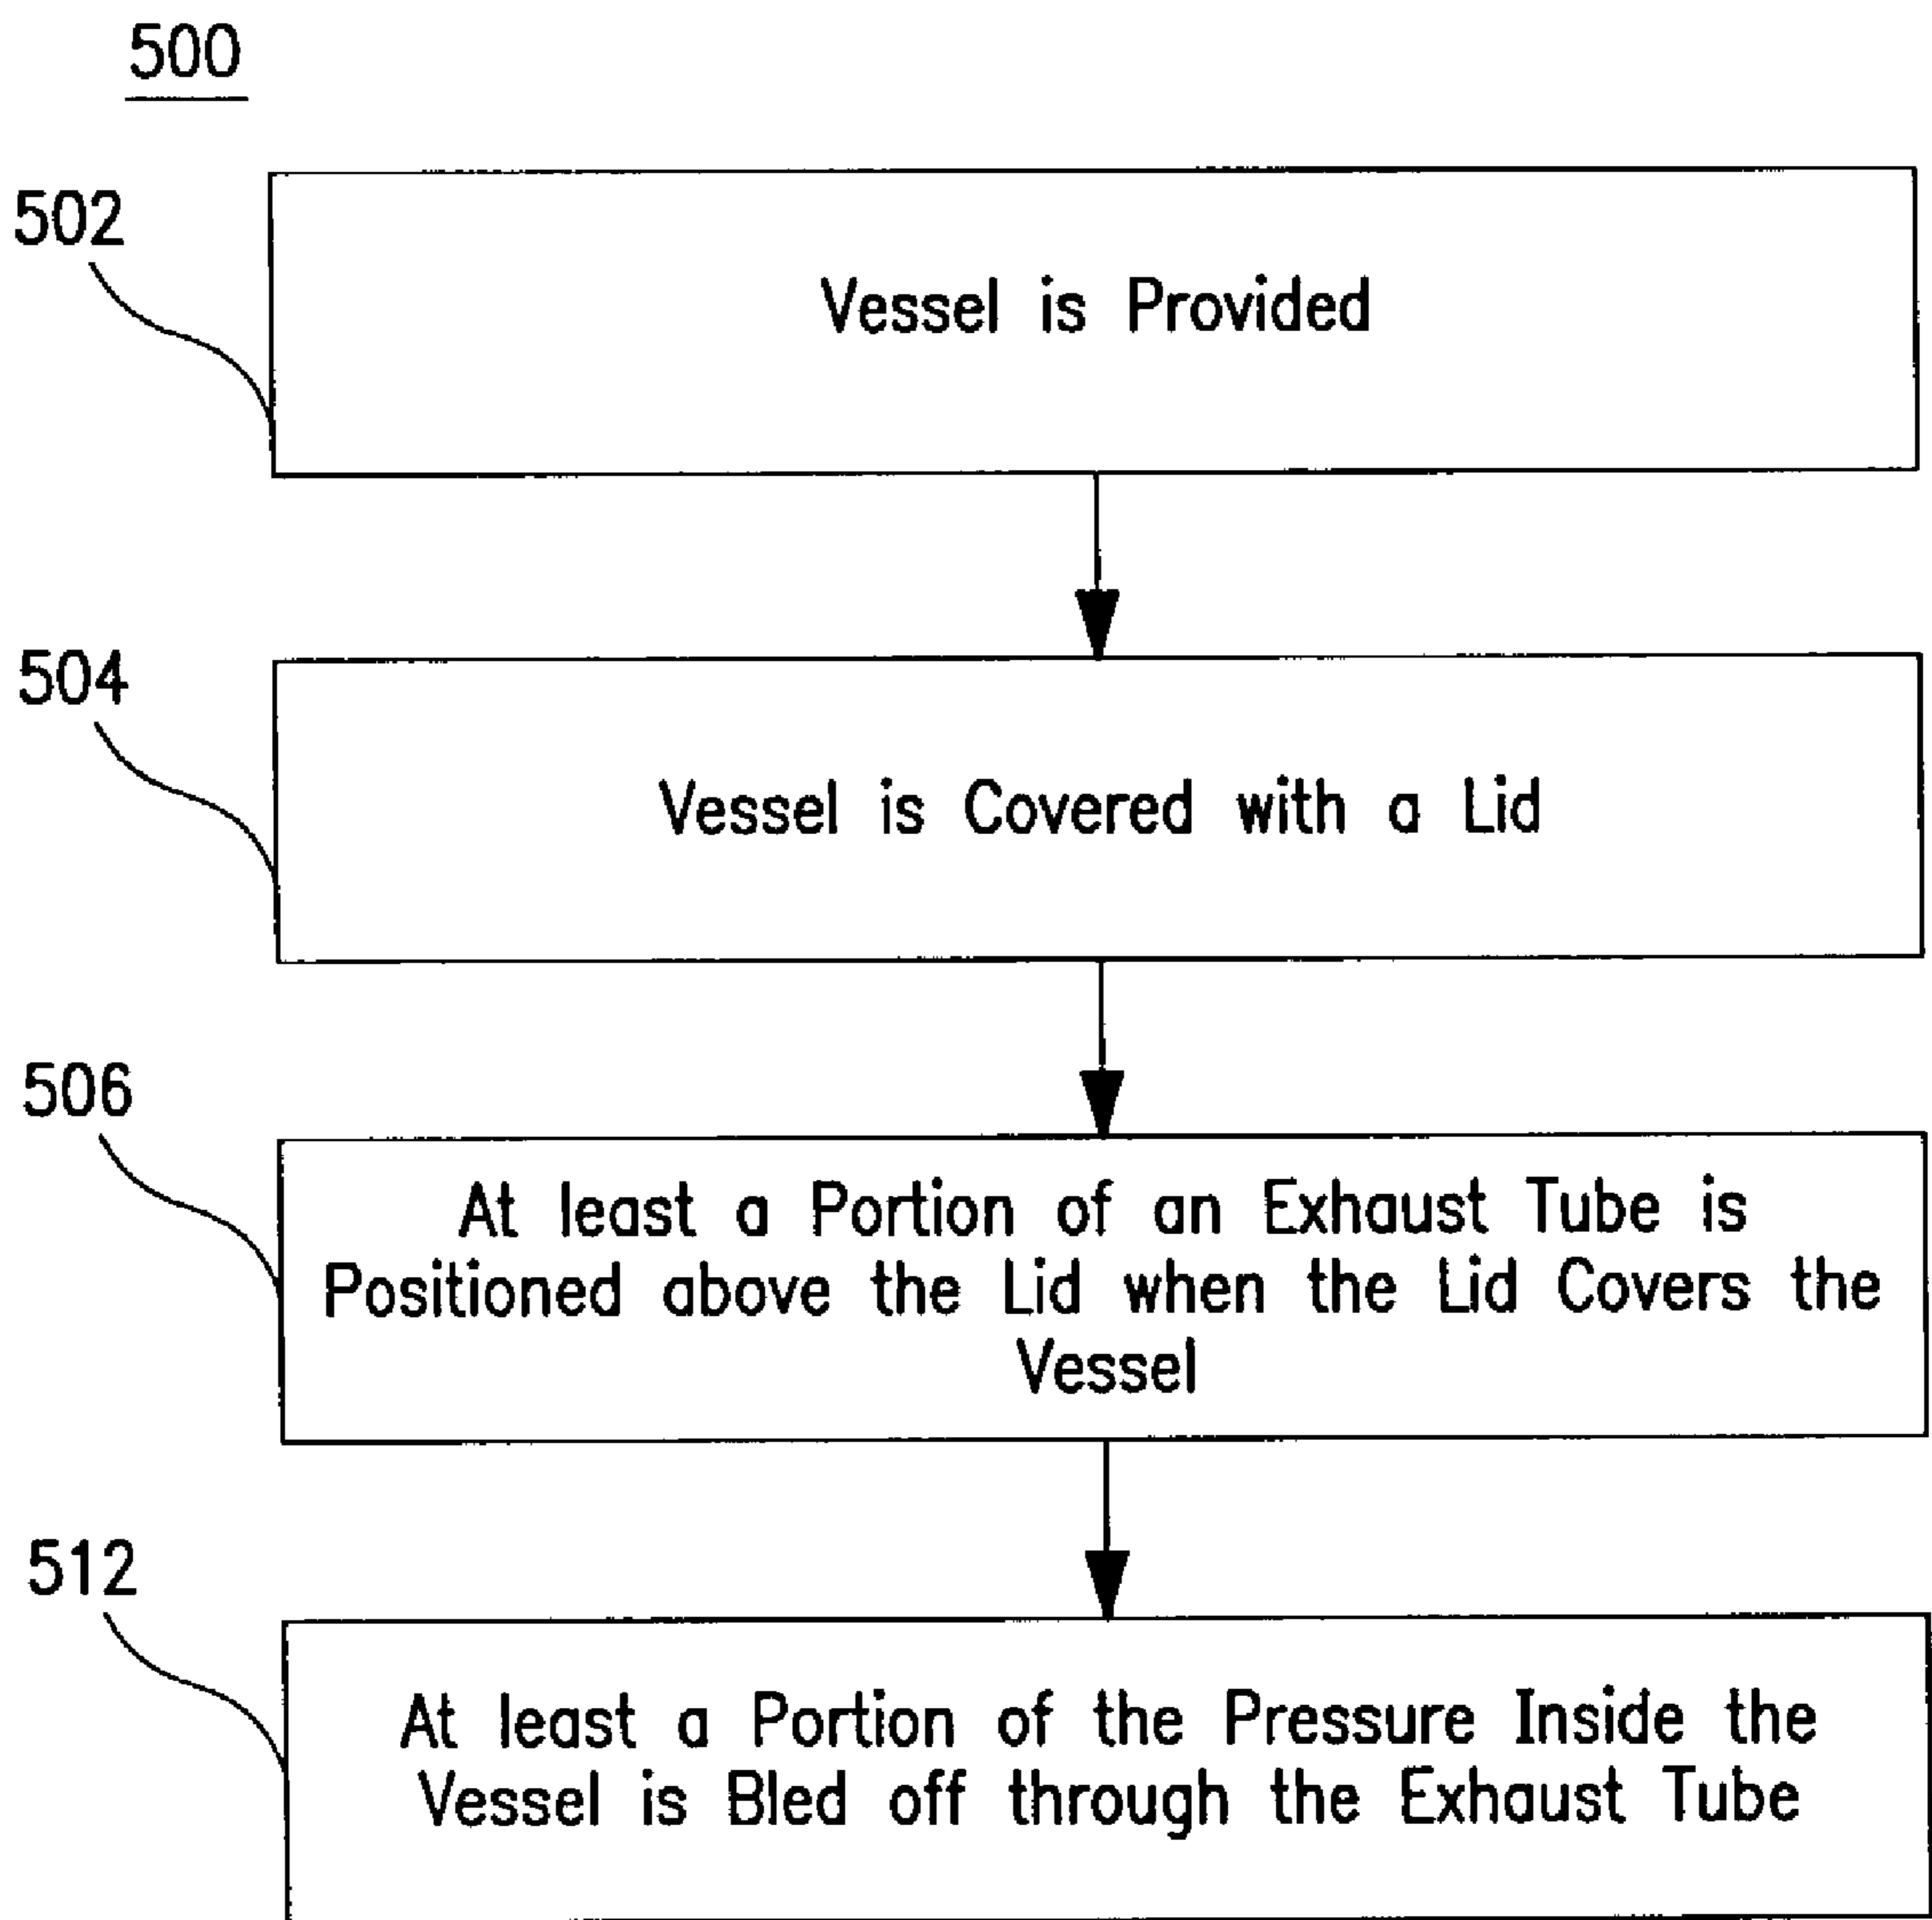 500
502
Vessel is Provided
504
Vessel is Covered with a Lid
506
At least a Portion of an Exhaust Tube is
Positioned above the Lid when the Lid Covers the
Vessel
512
At least a Portion of the Pressure Inside the
Vessel is Bled off through the Exhaust Tube